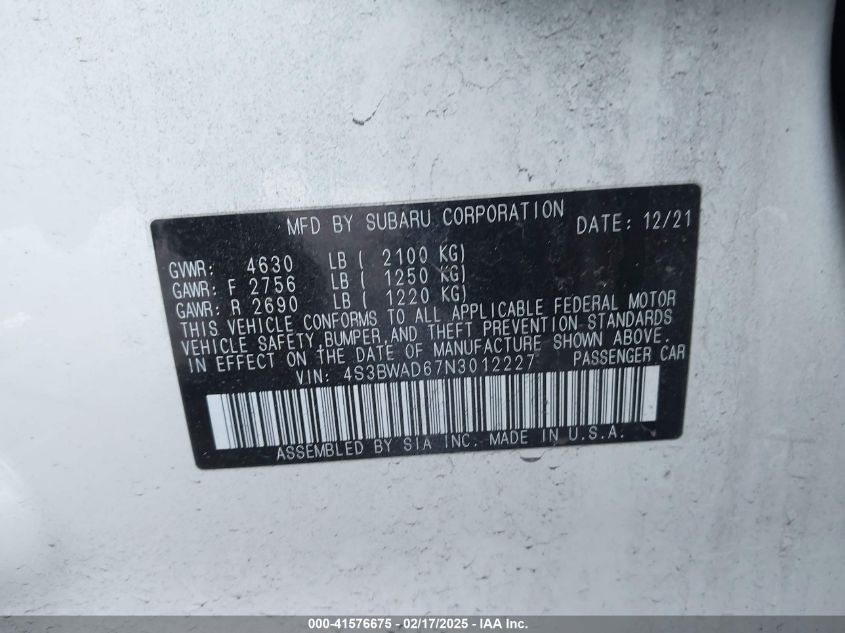 MFD BY SUBARU CORPORATION DATE: 12/21
GVWR: 4630 LB ( 2100 KG)
GAWR: F 2756 LB ( 1250 KG)
GAWR: R 2690 LB ( 1220 KG)
THIS VEHICLE CONFORMS TO ALL APPLICABLE FEDERAL MOTOR
VEHICLE SAFETY, BUMPER, AND THEFT PREVENTION STANDARDS
IN EFFECT ON THE DATE OF MANUFACTURE SHOWN ABOVE.
VIN: 4S3BWAD67N3012227 PASSENGER CAR
ASSEMBLED BY SIA INC. MADE IN U.S.A.
000-41576675 - 02/17/2025 - IAA Inc.